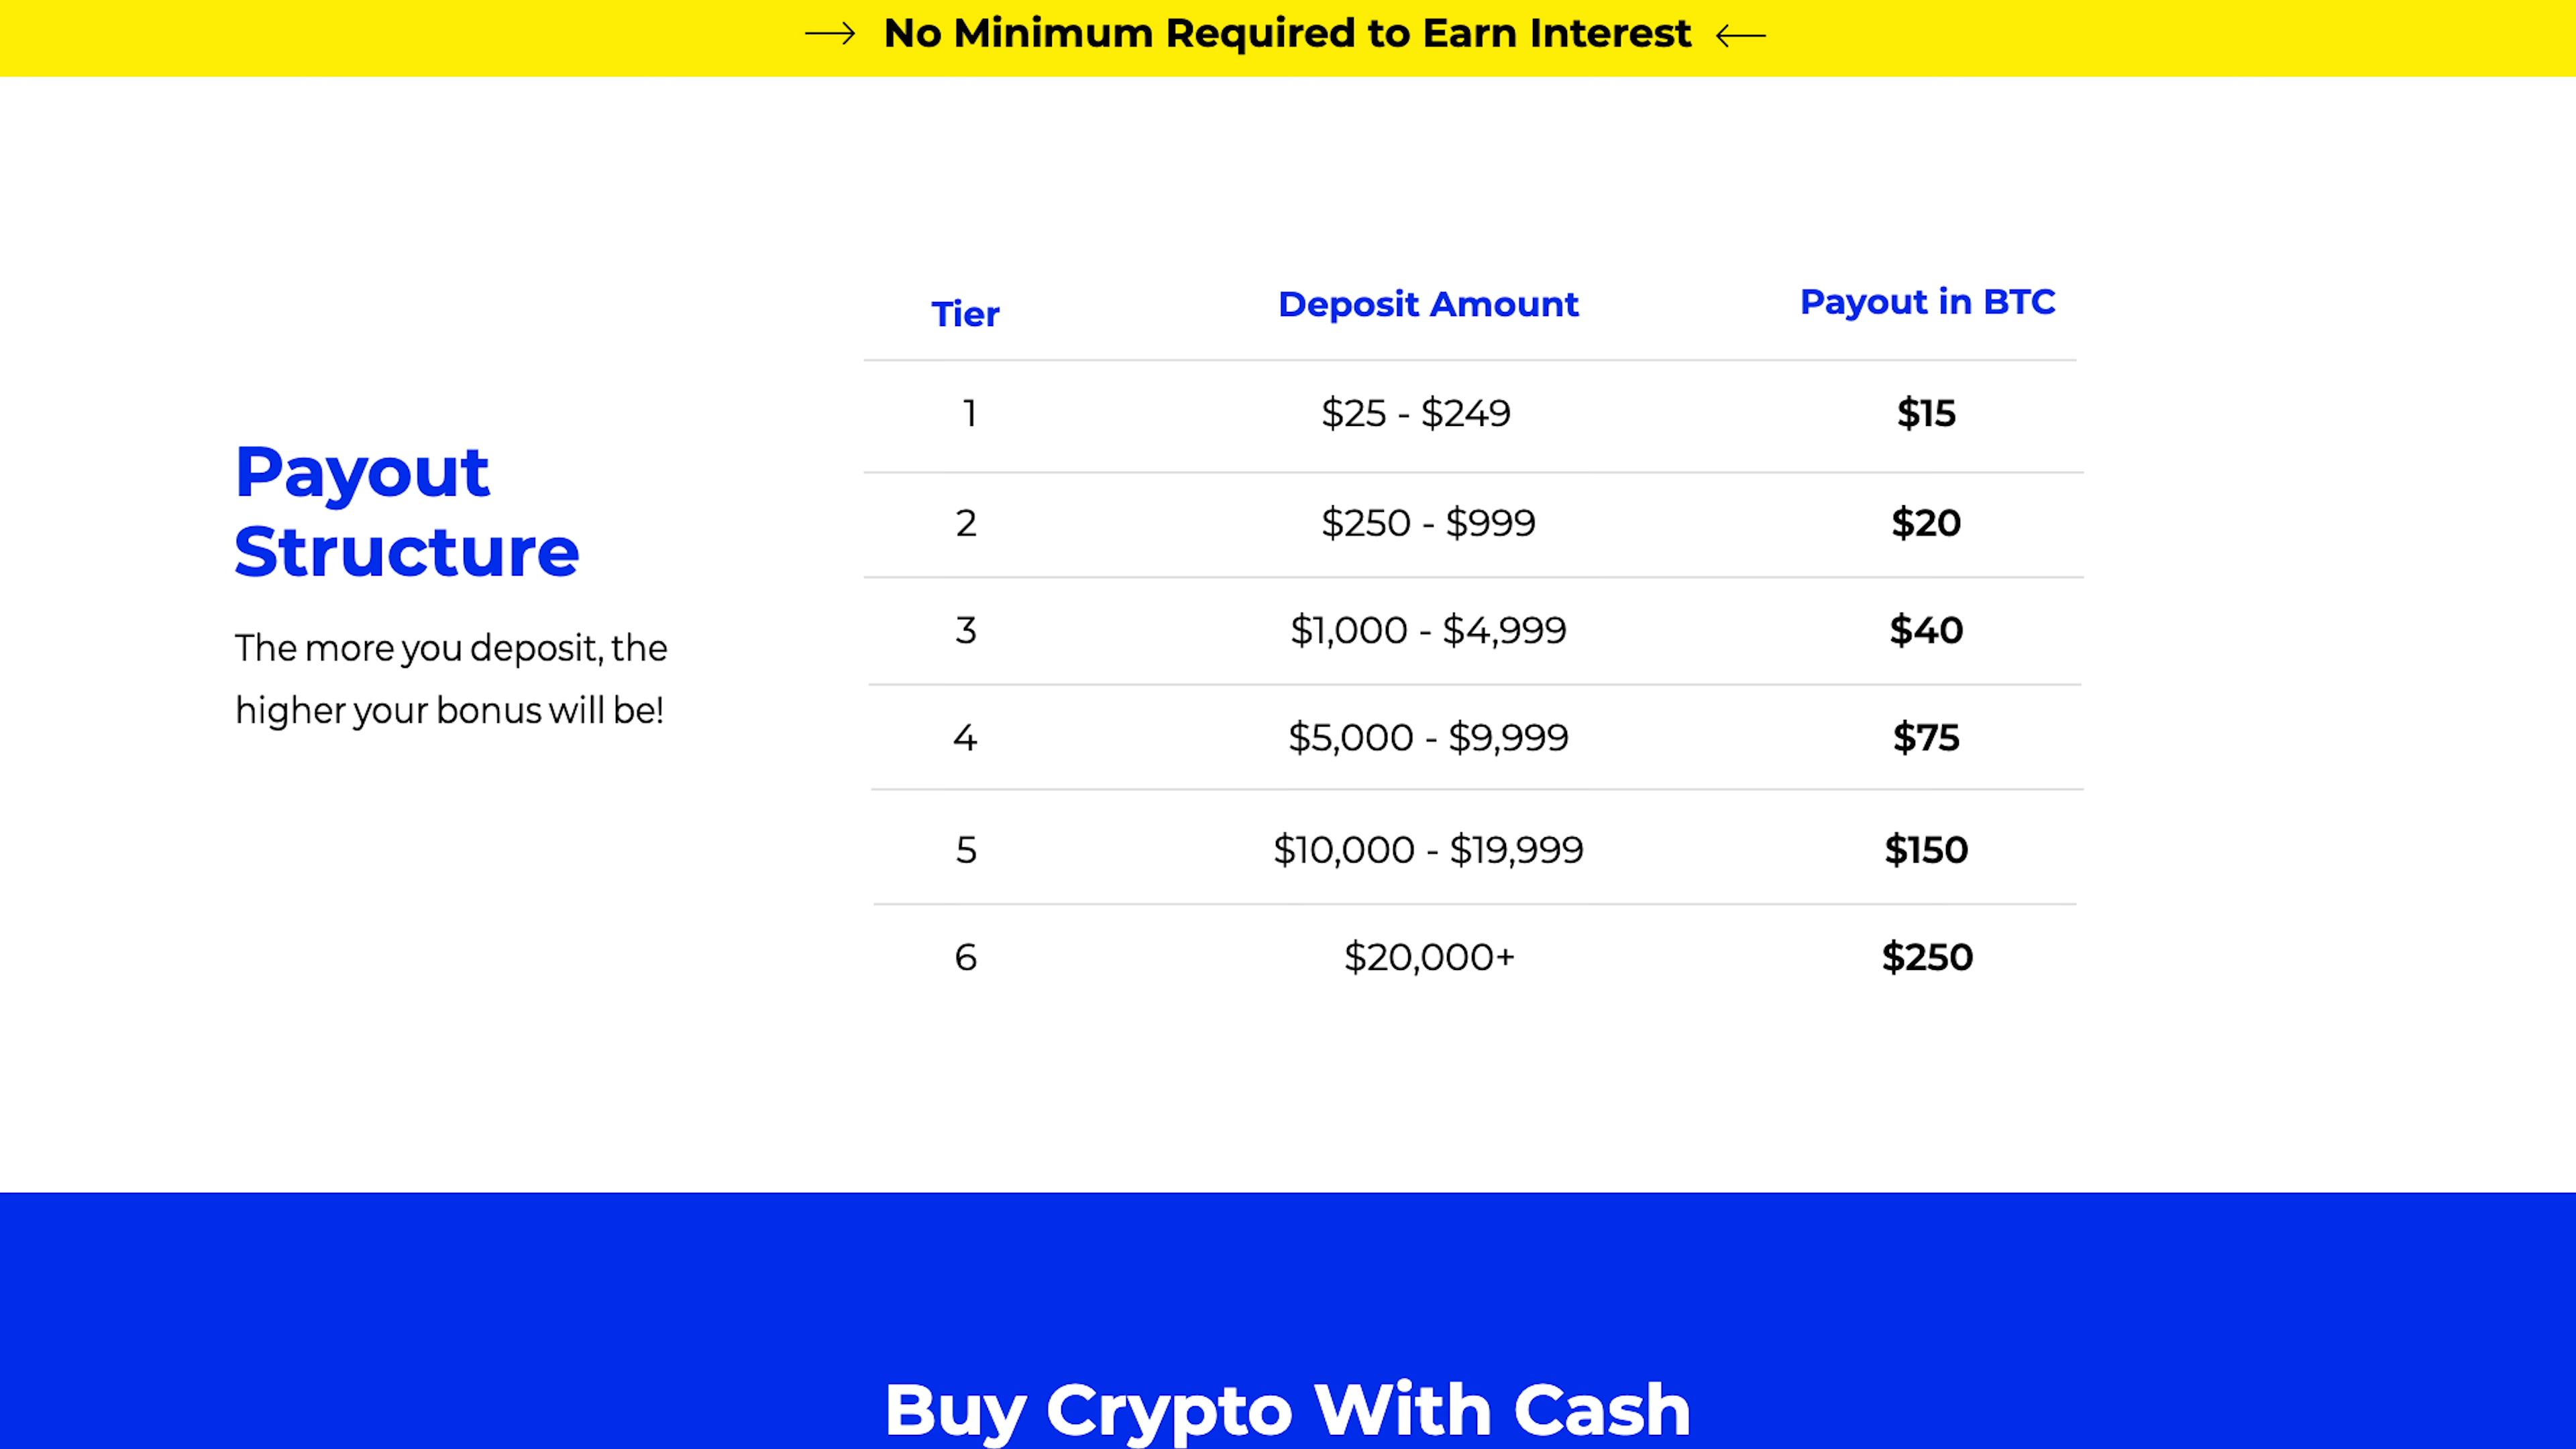 → No Minimum Required to Earn Interest ←
Payout
Structure
The more you deposit, the
higher your bonus will be!
Tier Deposit Amount Payout in BTC
1 $25 - $249 $15
2 $250 - $999 $20
3 $1,000 - $4,999 $40
4 $5,000 - $9,999 $75
5 $10,000 - $19,999 $150
6 $20,000+ $250
Buy Crypto With Cash